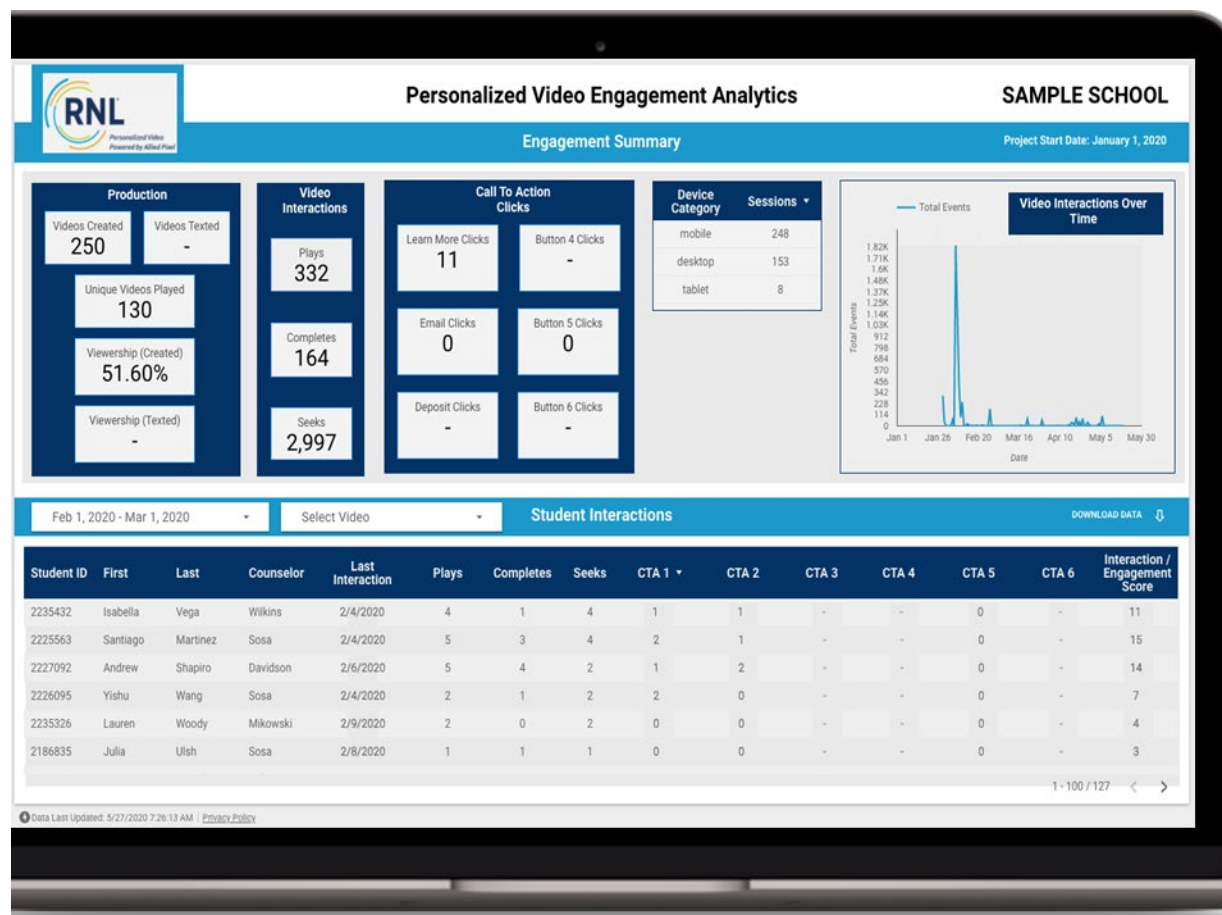 RNL
Personalized Video
Powered by Allied Pixel
Personalized Video Engagement Analytics
SAMPLE SCHOOL
Engagement Summary
Project Start Date: January 1, 2020
Production
Videos Created
250
Videos Texted
-
Unique Videos Played
130
Viewership (Created)
51.60%
Viewership (Texted)
-
Video
Interactions
Plays
332
Completes
164
Seeks
2,997
Call To Action
Clicks
Learn More Clicks
11
Button 4 Clicks
-
Email Clicks
0
Button 5 Clicks
0
Deposit Clicks
-
Button 6 Clicks
-
Device
Category
Sessions
mobile 248
desktop 153
tablet 8
Total Events
Video Interactions Over
Time
Total Events
1.82K
1.71K
1.6K
1.48K
1.37K
1.25K
1.14K
1.03K
912
798
684
570
456
342
228
114
0
Jan 1 Jan 26 Feb 20 Mar 16 Apr 10 May 5 May 30
Date
Feb 1, 2020 - Mar 1, 2020
Select Video
Student Interactions
DOWNLOAD DATA
Student ID First Last Counselor Last Interaction Plays Completes Seeks CTA 1 CTA 2 CTA 3 CTA 4 CTA 5 CTA 6 Interaction / Engagement Score
2235432 Isabella Vega Wilkins 2/4/2020 4 1 4 1 1 - - 0 - 11
2225563 Santiago Martinez Sosa 2/4/2020 5 3 4 2 1 - - 0 - 15
2227092 Andrew Shapiro Davidson 2/6/2020 5 4 2 1 2 - - 0 - 14
2226095 Yishu Wang Sosa 2/4/2020 2 1 2 2 0 - - 0 - 7
2235326 Lauren Woody Mikowski 2/9/2020 2 0 2 0 0 - - 0 - 4
2186835 Julia Ulsh Sosa 2/8/2020 1 1 1 0 0 - - 0 - 3
1 - 100 / 127
Data Last Updated: 5/27/2020 7:26:13 AM | Privacy Policy